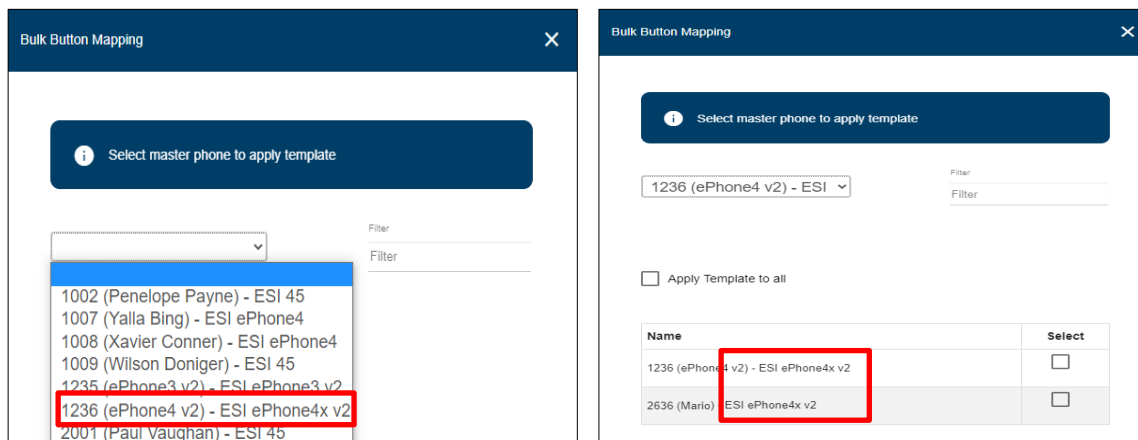 Bulk Button Mapping
Select master phone to apply template
Filter
Filter
1002 (Penelope Payne) - ESI 45
1007 (Yalla Bing) - ESI ePhone4
1008 (Xavier Conner) - ESI ePhone4
1009 (Wilson Doniger) - ESI 45
1235 (ePhone3 v2) - ESI ePhone3 v2
1236 (ePhone4 v2) - ESI ePhone4x v2
2001 (Paul Vaughan) - ESI 45
Bulk Button Mapping
Select master phone to apply template
1236 (ePhone4 v2) - ESI
Filter
Filter
Apply Template to all
Name Select
1236 (ePhone4 v2) - ESI ePhone4x v2
2636 (Mario) - ESI ePhone4x v2